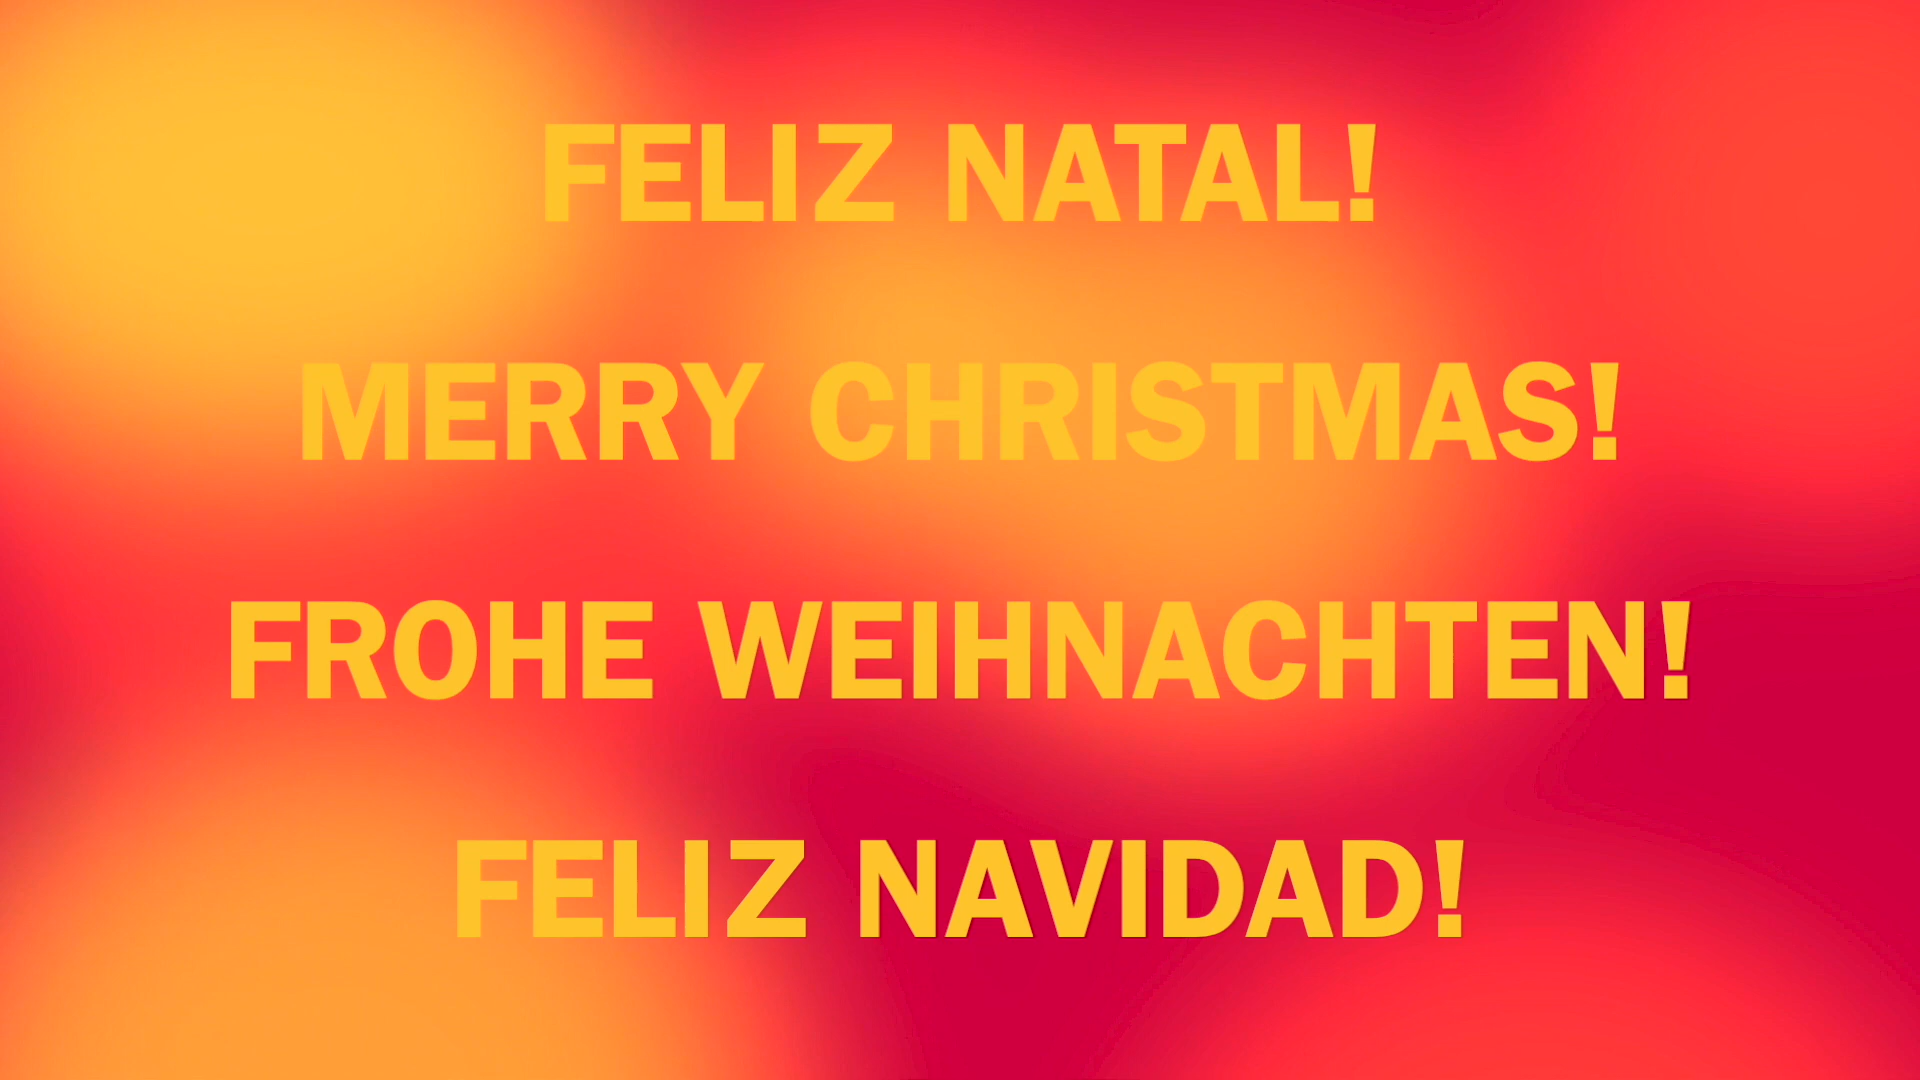 FELIZ NATAL!
MERRY CHRISTMAS!
FROHE WEIHNACHTEN!
FELIZ NAVIDAD!